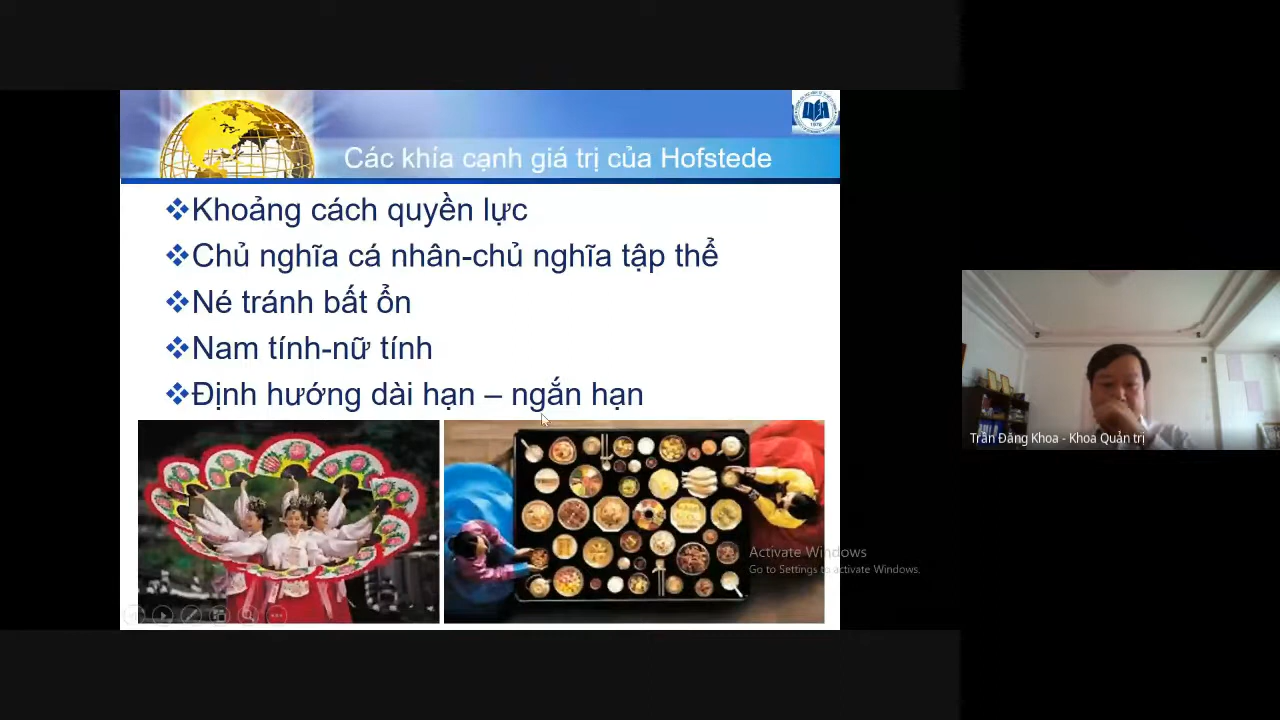 Các khía cạnh giá trị của Hofstede
Khoảng cách quyền lực
Chủ nghĩa cá nhân-chủ nghĩa tập thể
Né tránh bất ổn
Nam tính-nữ tính
Định hướng dài hạn – ngắn hạn
Trần Đăng Khoa - Khoa Quản trị
Activate Windows
Go to Settings to activate Windows.